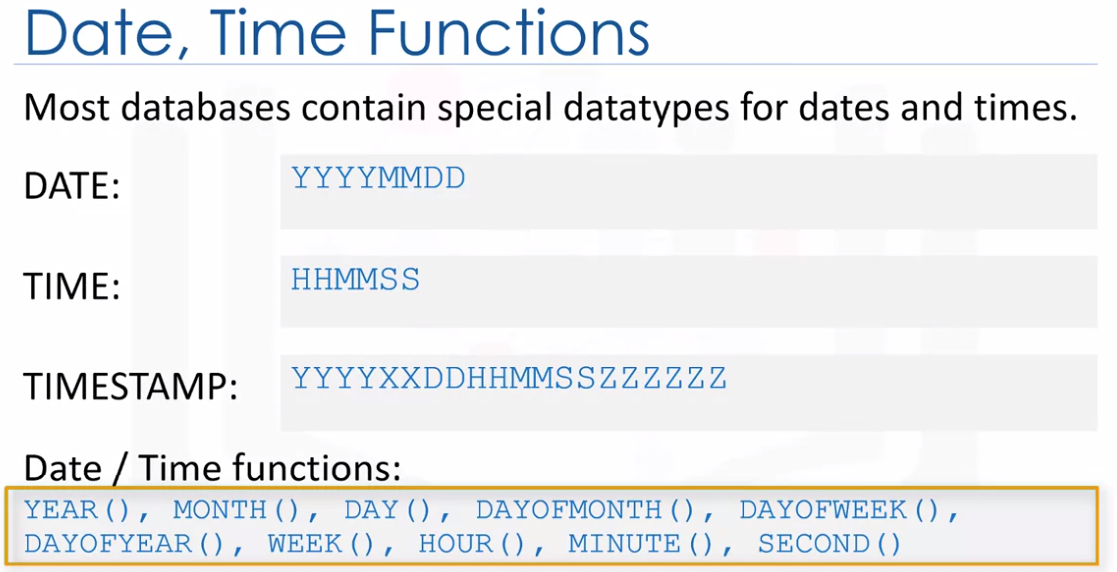 Date, Time Functions
Most databases contain special datatypes for dates and times.
DATE: YYYYMMDD
TIME: HHMMSS
TIMESTAMP: YYYYXXDDHHMMSSZZZZZZ
Date / Time functions:
YEAR(), MONTH(), DAY(), DAYOFMONTH(), DAYOFWEEK(),
DAYOFYEAR(), WEEK(), HOUR(), MINUTE(), SECOND()